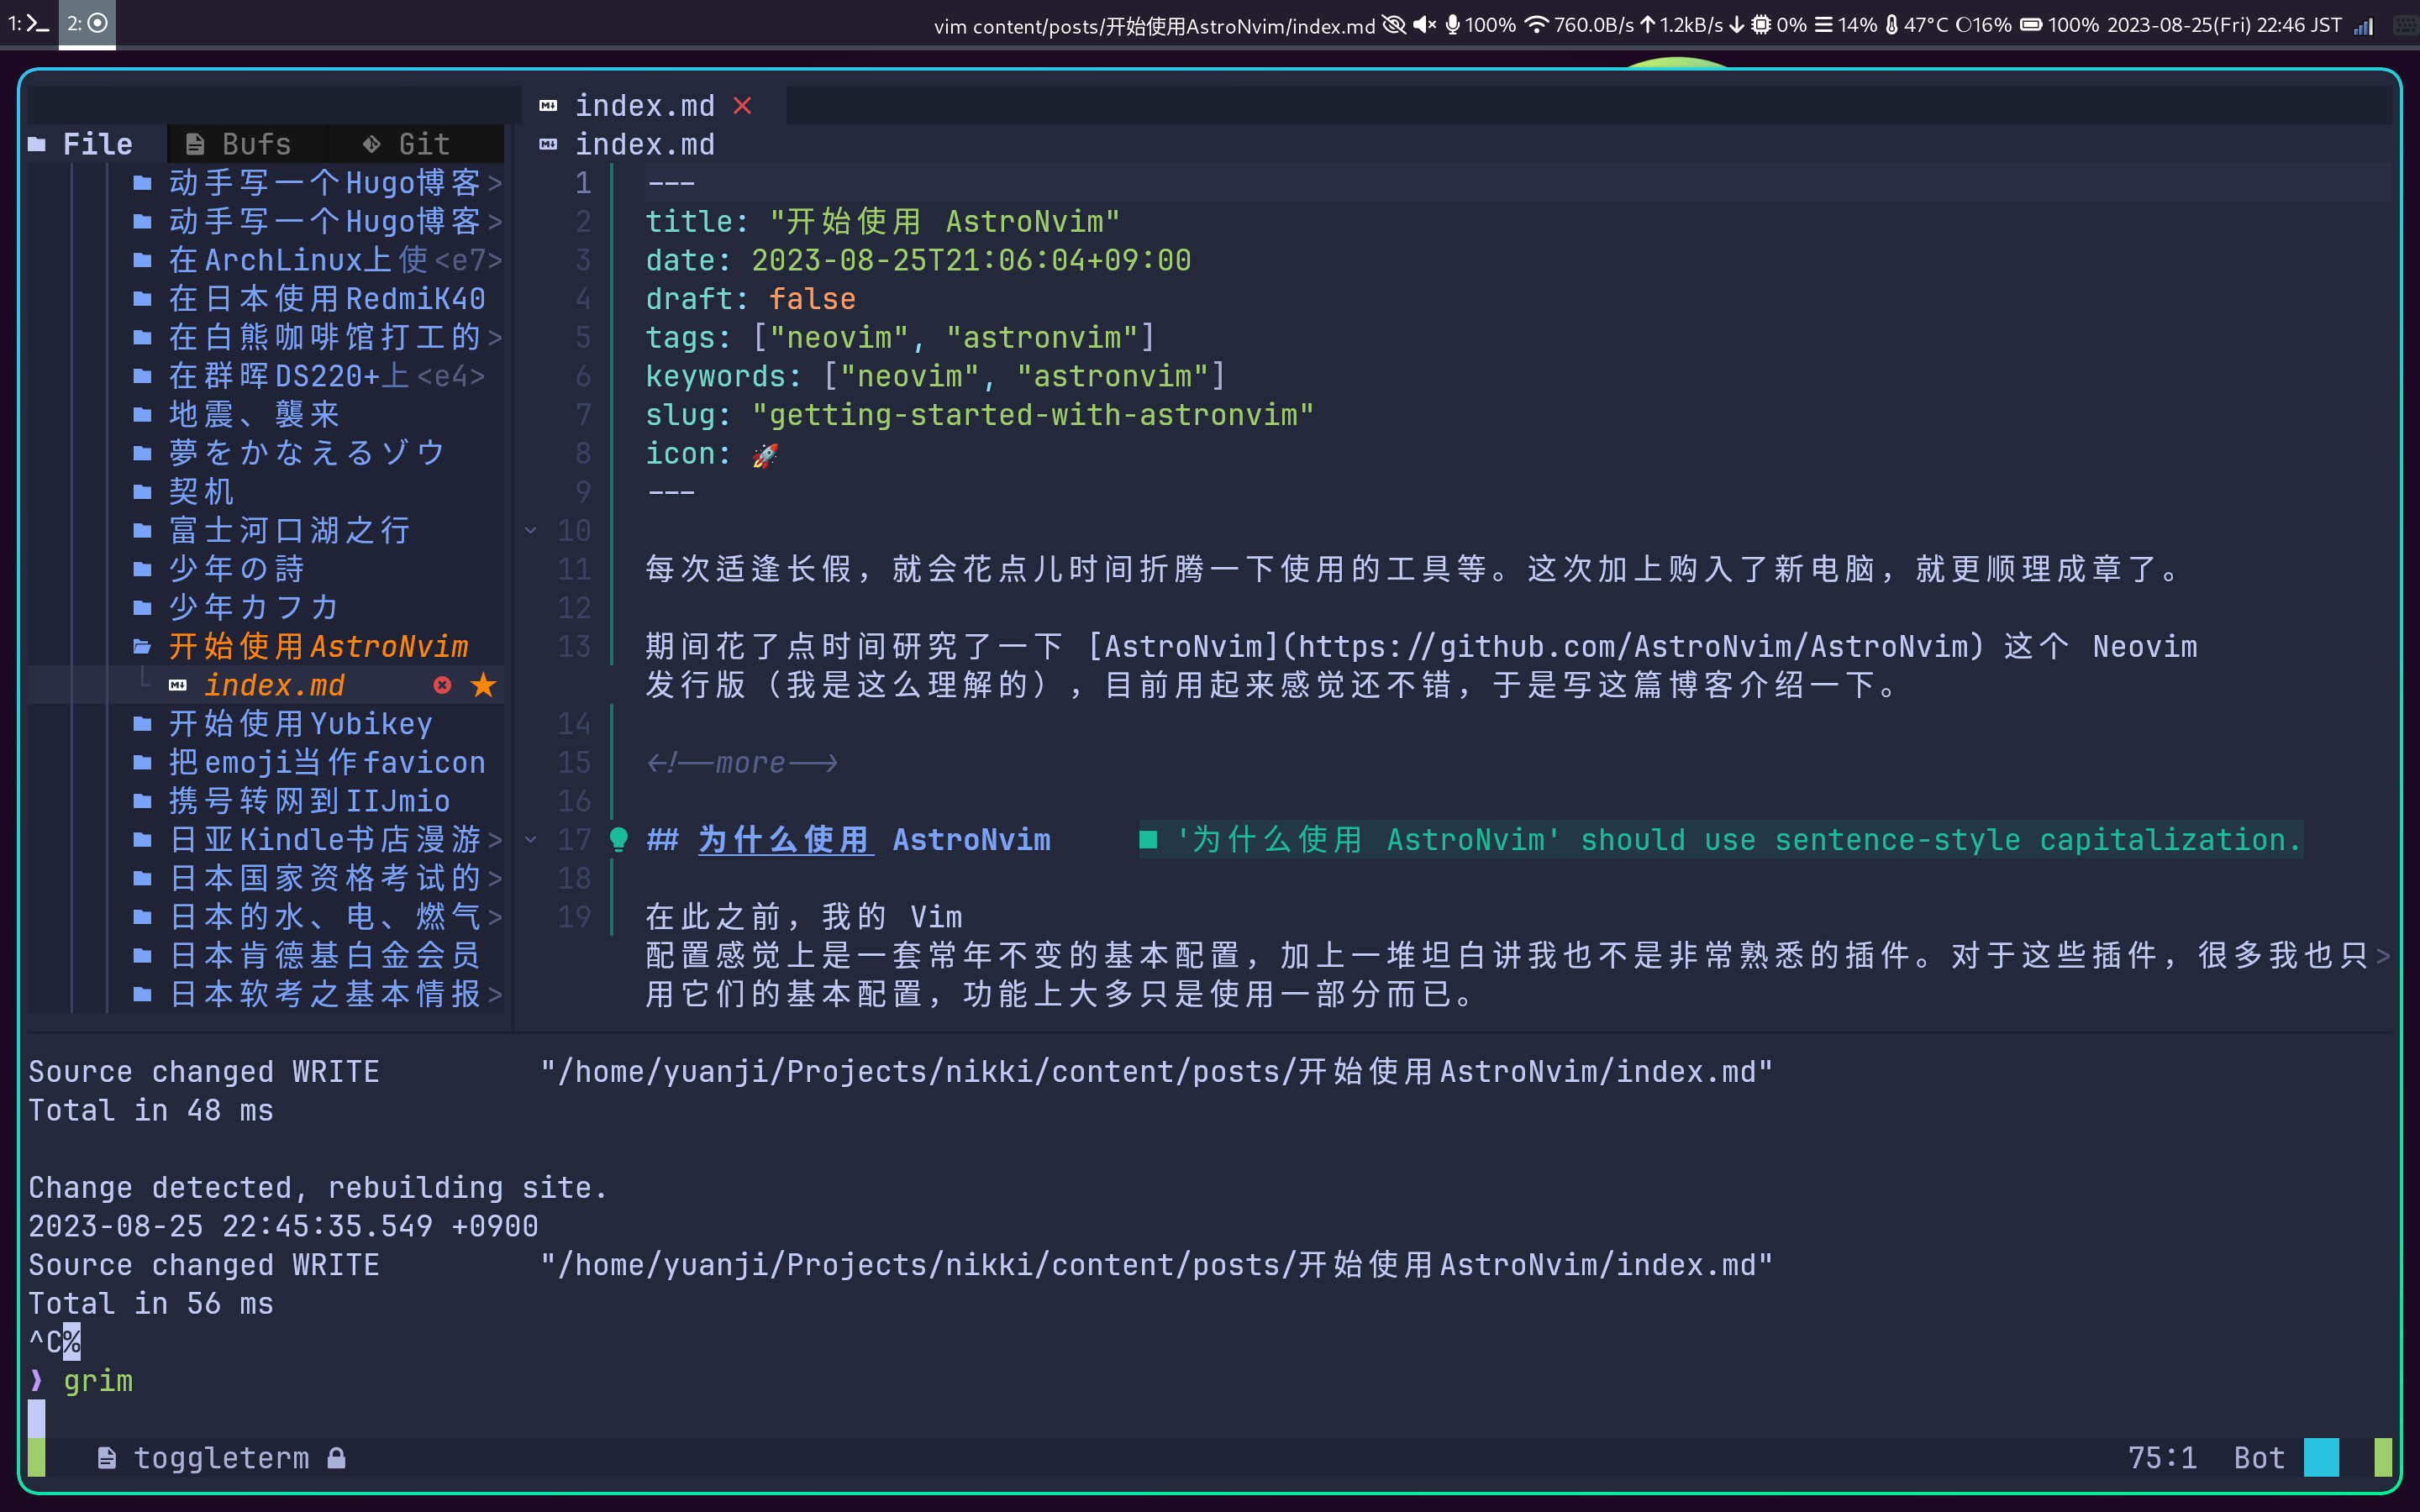 1: 2: vim content/posts/开始使用AstroNvim/index.md 100% 760.0B/s 1.2kB/s 0% 14% 47°C 16% 100% 2023-08-25(Fri) 22:46 JST
index.md
File Bufs Git
动手写一个Hugo博客>
动手写一个Hugo博客>
在ArchLinux上使<e7>
在日本使用RedmiK40
在白熊咖啡馆打工的>
在群晖DS220+上<e4>
地震、襲来
夢をかなえるゾウ
契机
富士河口湖之行
少年の詩
少年カフカ
开始使用AstroNvim
index.md
开始使用Yubikey
把emoji当作favicon
携号转网到IIJmio
日亚Kindle书店漫游>
日本国家资格考试的>
日本的水、电、燃气>
日本肯德基白金会员
日本软考之基本情报>
index.md
1 ---
2 title: "开始使用 AstroNvim"
3 date: 2023-08-25T21:06:04+09:00
4 draft: false
5 tags: ["neovim", "astronvim"]
6 keywords: ["neovim", "astronvim"]
7 slug: "getting-started-with-astronvim"
8 icon: 🚀
9 ---
10
11 每次适逢长假，就会花点儿时间折腾一下使用的工具等。这次加上购入了新电脑，就更顺理成章了。
12
13 期间花了点时间研究了一下 [AstroNvim](https://github.com/AstroNvim/AstroNvim) 这个 Neovim
发行版（我是这么理解的），目前用起来感觉还不错，于是写这篇博客介绍一下。
14
15 <!--more-->
16
17 ## 为什么使用 AstroNvim ■ '为什么使用 AstroNvim' should use sentence-style capitalization.
18
19 在此之前，我的 Vim
配置感觉上是一套常年不变的基本配置，加上一堆坦白讲我也不是非常熟悉的插件。对于这些插件，很多我也只>
用它们的基本配置，功能上大多只是使用一部分而已。
Source changed WRITE "/home/yuanji/Projects/nikki/content/posts/开始使用AstroNvim/index.md"
Total in 48 ms
Change detected, rebuilding site.
2023-08-25 22:45:35.549 +0900
Source changed WRITE "/home/yuanji/Projects/nikki/content/posts/开始使用AstroNvim/index.md"
Total in 56 ms
^C%
❯ grim
toggleterm 75:1 Bot